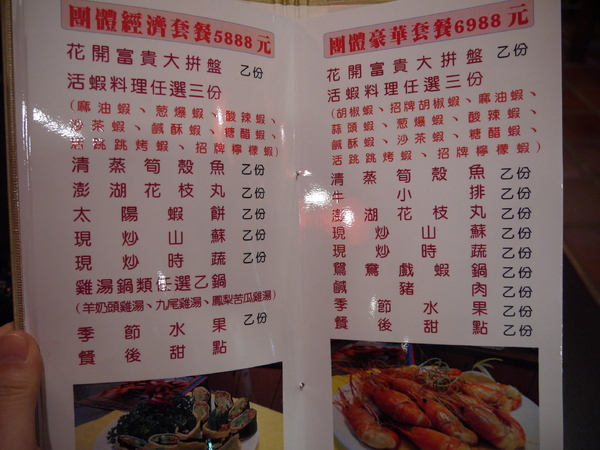 團體經濟套餐5888元
花開富貴大拼盤 乙份
活蝦料理任選三份
(麻油蝦、葱爆蝦、酸辣蝦、
沙茶蝦、鹹酥蝦、糖醋蝦、
活跳跳烤蝦、招牌檸檬蝦)
清蒸筍殼魚 乙份
澎湖花枝丸 乙份
太陽蝦餅 乙份
現炒山蘇 乙份
現炒時蔬 乙份
雞湯鍋類任選乙鍋
(羊奶頭雞湯、九尾雞湯、鳳梨苦瓜雞湯)
季節水果 乙份
餐後甜點 乙份
團體豪華套餐6988元
花開富貴大拼盤 乙份
活蝦料理任選三份
(胡椒蝦、招牌胡椒蝦、麻油蝦、
蒜頭蝦、葱爆蝦、酸辣蝦、
鹹酥蝦、沙茶蝦、糖醋蝦、
活跳跳烤蝦、招牌檸檬蝦)
清蒸筍殼魚 乙份
牛小排 乙份
澎湖花枝丸 乙份
現炒山蘇 乙份
現炒時蔬 乙份
鴛鴦戲蝦鍋 乙份
鹹豬肉 乙份
季節水果 乙份
餐後甜點 乙份